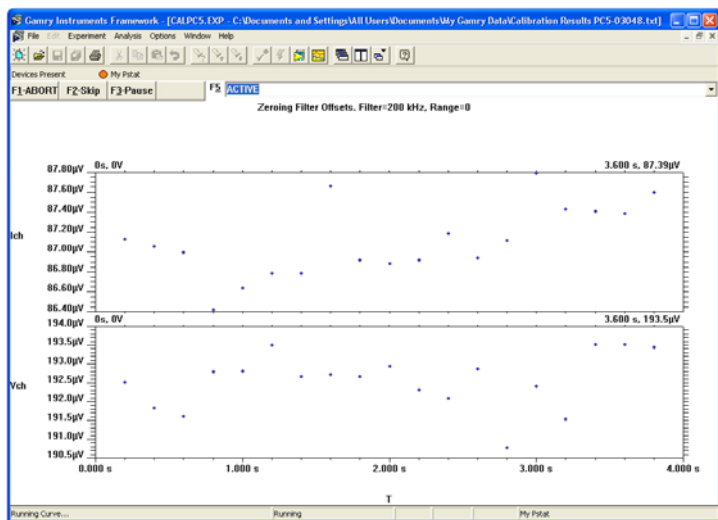 Gamry Instruments Framework - [CALPC5.EXP - C:\Documents and Settings\All Users\Documents\My Gamry Data\Calibration Results PC5-03048.txt]
File Edit Experiment Analysis Options Window Help
Devices Present My Pstat
F1-ABORT F2-Skip F3-Pause F5 ACTIVE
Zeroing Filter Offsets. Filter=200 kHz, Range=0
0s, 0V 3.600 s, 87.39µV
87.80µV
87.60µV
87.40µV
87.20µV
Ich
87.00µV
86.80µV
86.60µV
86.40µV
0s, 0V 3.600 s, 193.5µV
194.0µV
193.5µV
193.0µV
192.5µV
Vch
192.0µV
191.5µV
191.0µV
190.5µV
0.000 s 1.000 s 2.000 s 3.000 s 4.000 s
T
Running Curve... Running My Pstat